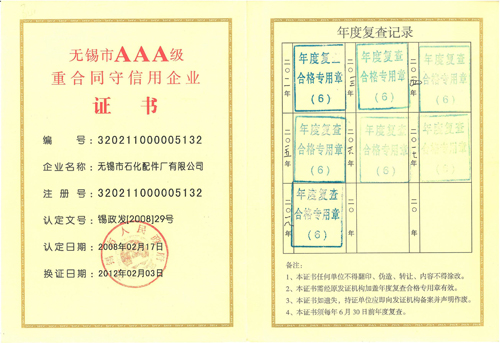 无锡市AAA级
重合同守信用企业
证书
编 号:320211000005132
企业名称:无锡市石化配件厂有限公司
注 册 号:320211000005132
认定文号:锡政发[2008]29号
认定日期:2008年02月17日
换证日期:2012年02月03日
年度复查记录
年度复查
合格专用章
(6)
年度复查
合格专用章
(6)
年度复查
合格专用章
年度复查
合格专用章
(6)
年度复查
合格专用章
(6)
年度复查
合格专用章
年度复查
合格专用章
(6)
备注:
1、本证书任何单位不得翻印、伪造、转让、内容不得涂改。
2、本证书需经原发证机构加盖年度复查合格专用章有效。
3、本证书如遗失，持证单位应即向发证机构备案并声明作废。
4、本证书须每年6月30日前年度复查。